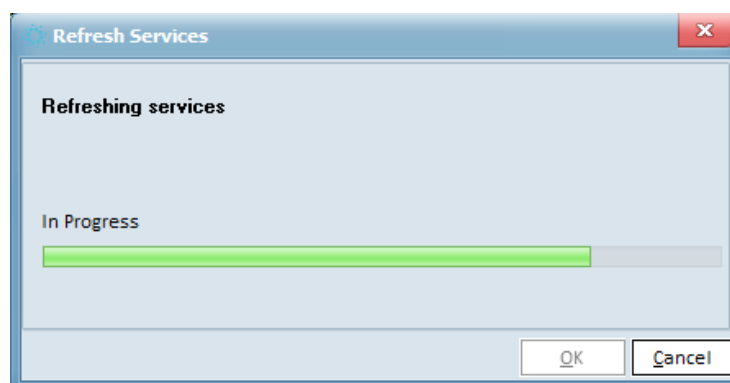 Refresh Services
Refreshing services
In Progress
OK
Cancel